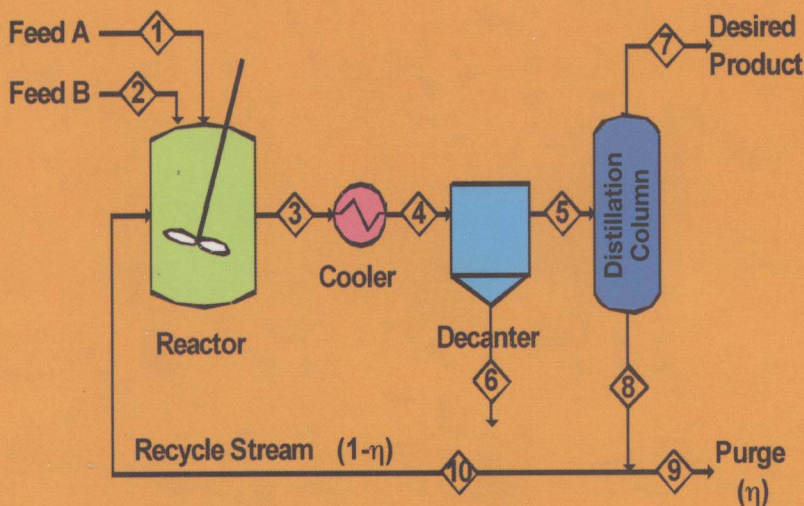 Feed A
1
Feed B
2
3
4
5
6
7
Desired
Product
Distillation
Column
Cooler
Reactor
Decanter
8
Recycle Stream (1-η)
10
9
Purge
(η)